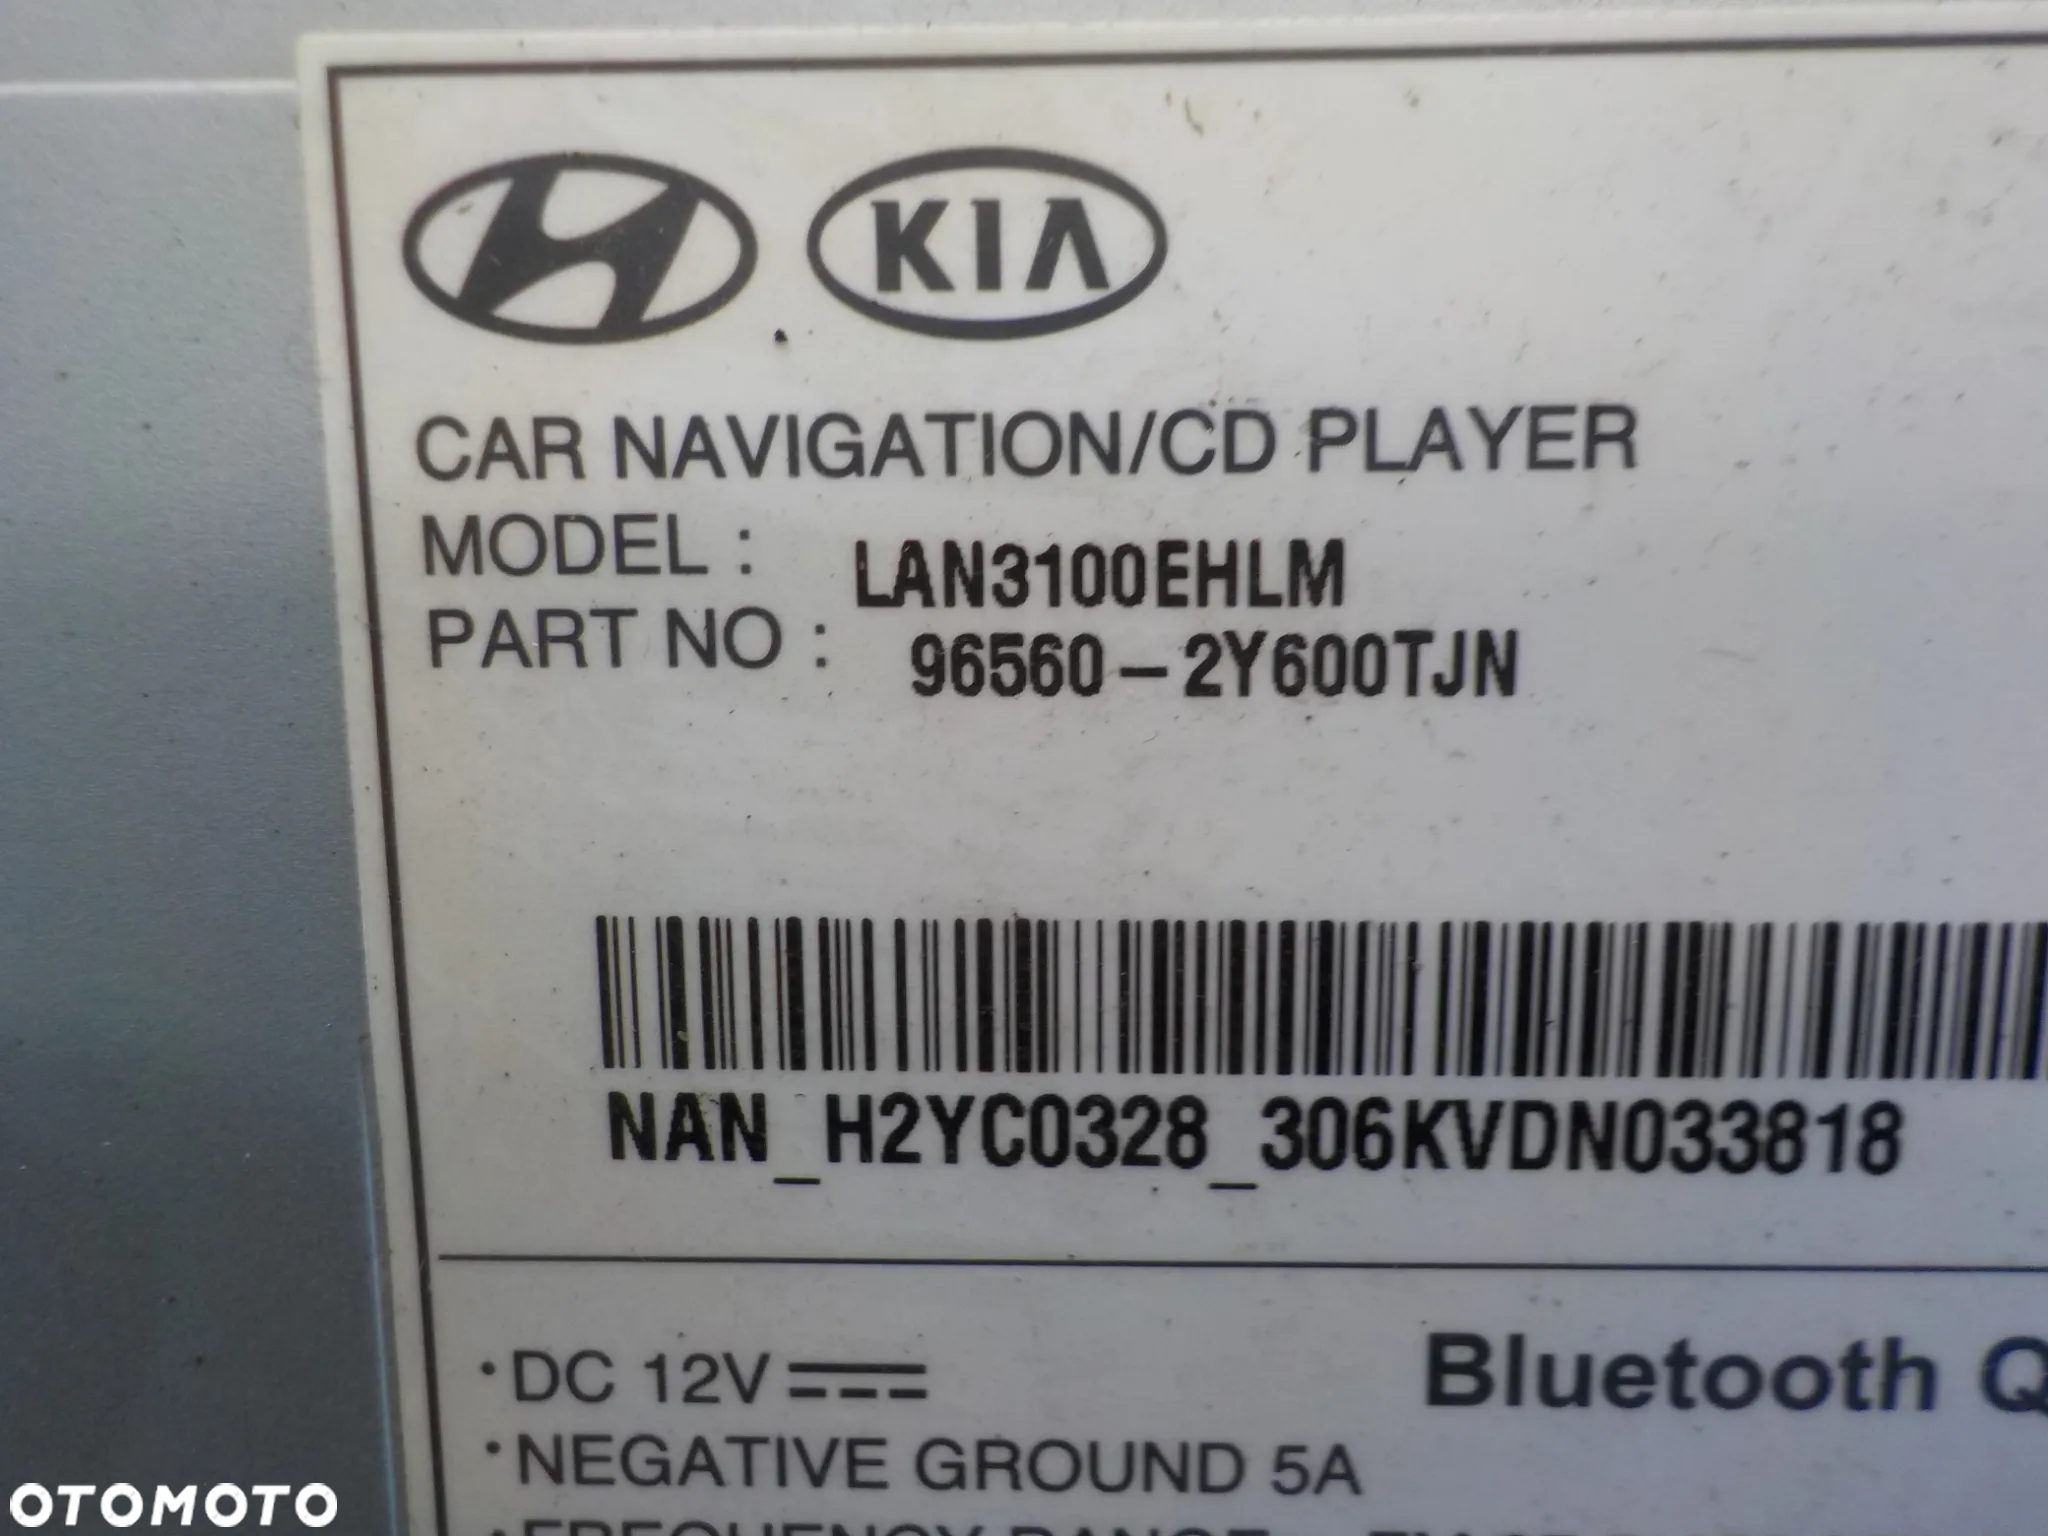 KIA
CAR NAVIGATION/CD PLAYER
MODEL : LAN3100EHLM
PART NO : 96560-2Y600TJN
NAN_H2YC0328_306KVDN033818
·DC 12V
Bluetooth
·NEGATIVE GROUND 5A
OTOMOTO